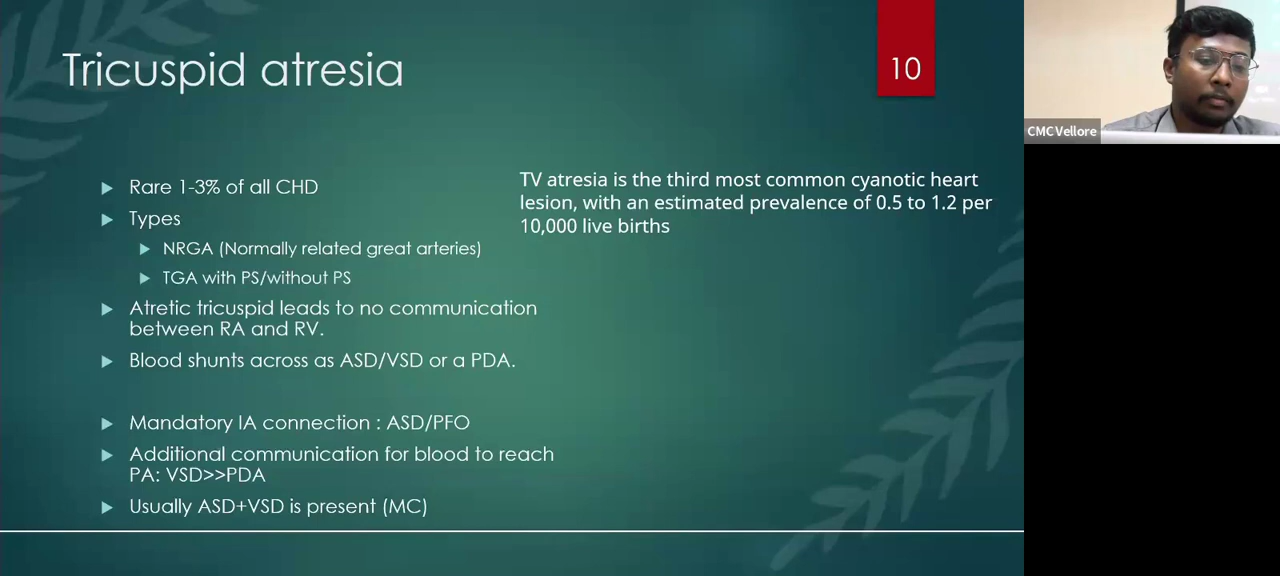 Tricuspid atresia
10
Rare 1-3% of all CHD
Types
NRGA (Normally related great arteries)
TGA with PS/without PS
Atretic tricuspid leads to no communication
between RA and RV.
Blood shunts across as ASD/VSD or a PDA.
Mandatory IA connection : ASD/PFO
Additional communication for blood to reach
PA: VSD>>PDA
Usually ASD+VSD is present (MC)
TV atresia is the third most common cyanotic heart
lesion, with an estimated prevalence of 0.5 to 1.2 per
10,000 live births
CMC Vellore